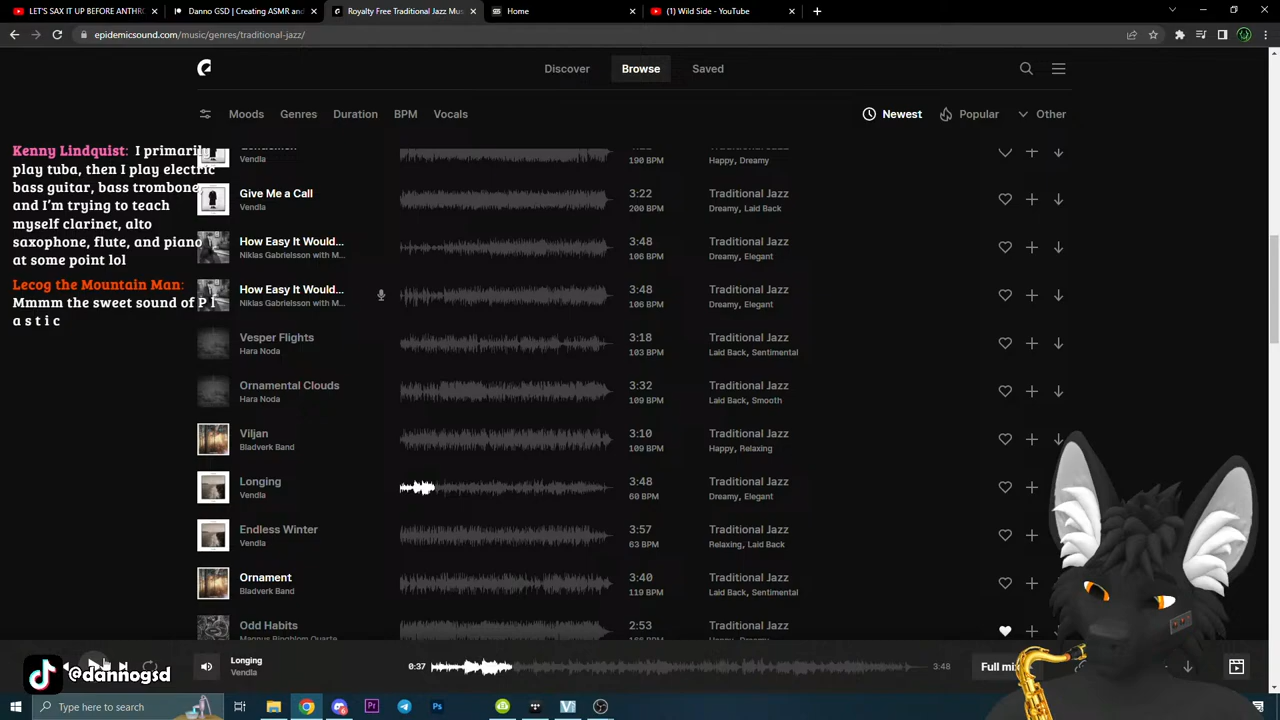 LET'S SAX IT UP BEFORE ANTHR
Danno GSD | Creating ASMR and
Royalty Free Traditional Jazz Mus
Home
(1) Wild Side - YouTube
epidemicsound.com/music/genres/traditional-jazz/
Discover
Browse
Saved
Moods
Genres
Duration
BPM
Vocals
Newest
Popular
Other
Kenny Lindquist: I primarily
play tuba, then I play electric
bass guitar, bass trombone,
and I'm trying to teach
myself clarinet, alto
saxophone, flute, and piano
at some point lol
Lecog the Mountain Man:
Mmmm the sweet sound of P l
a s t i c
Vendla
190 BPM
Happy, Dreamy
Give Me a Call
Vendla
3:22
200 BPM
Traditional Jazz
Dreamy, Laid Back
How Easy It Would...
Niklas Gabrielsson with M...
3:48
106 BPM
Traditional Jazz
Dreamy, Elegant
How Easy It Would...
Niklas Gabrielsson with M...
3:48
106 BPM
Traditional Jazz
Dreamy, Elegant
Vesper Flights
Hara Noda
3:18
103 BPM
Traditional Jazz
Laid Back, Sentimental
Ornamental Clouds
Hara Noda
3:32
109 BPM
Traditional Jazz
Laid Back, Smooth
Viljan
Bladverk Band
3:10
109 BPM
Traditional Jazz
Happy, Relaxing
Longing
Vendla
3:48
60 BPM
Traditional Jazz
Dreamy, Elegant
Endless Winter
Vendla
3:57
63 BPM
Traditional Jazz
Relaxing, Laid Back
Ornament
Bladverk Band
3:40
119 BPM
Traditional Jazz
Laid Back, Sentimental
Odd Habits
2:53
Traditional Jazz
@dannogsd
Longing
Vendla
0:37
3:48
Full mix
Type here to search
Pr
Ps